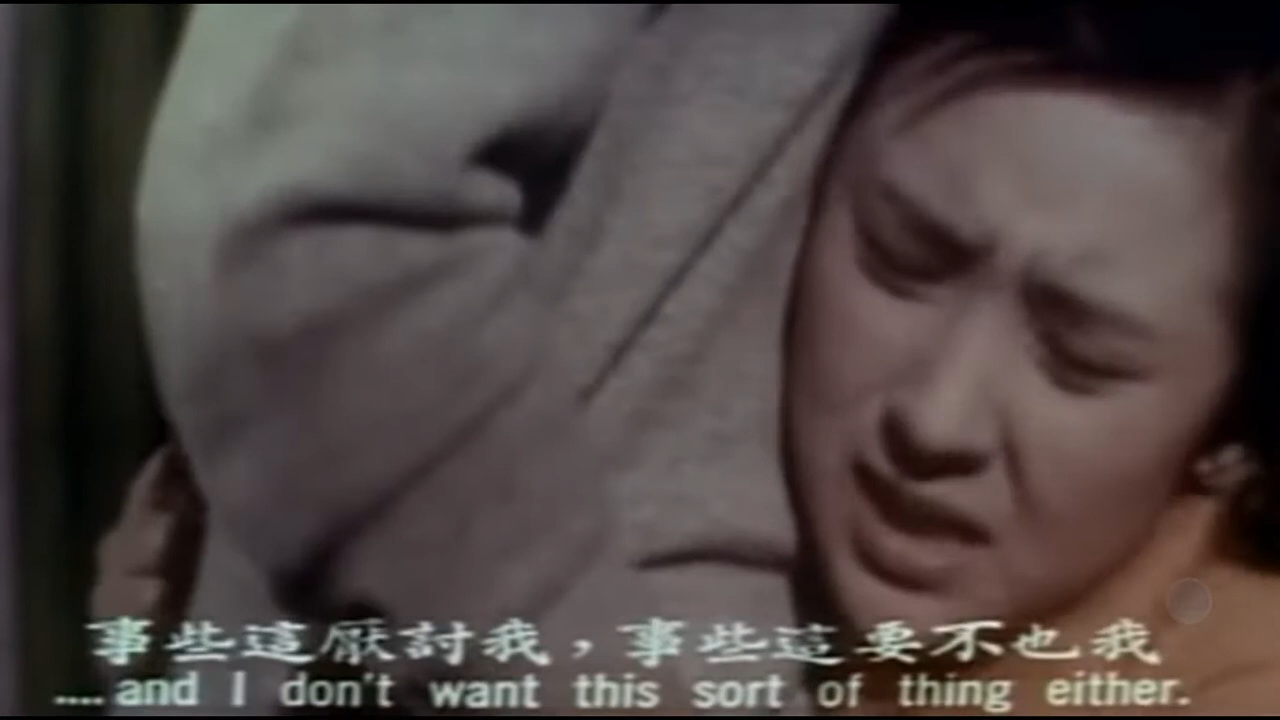 我也不要這些事，我討厭這些事
....and I don't want this sort of thing either.